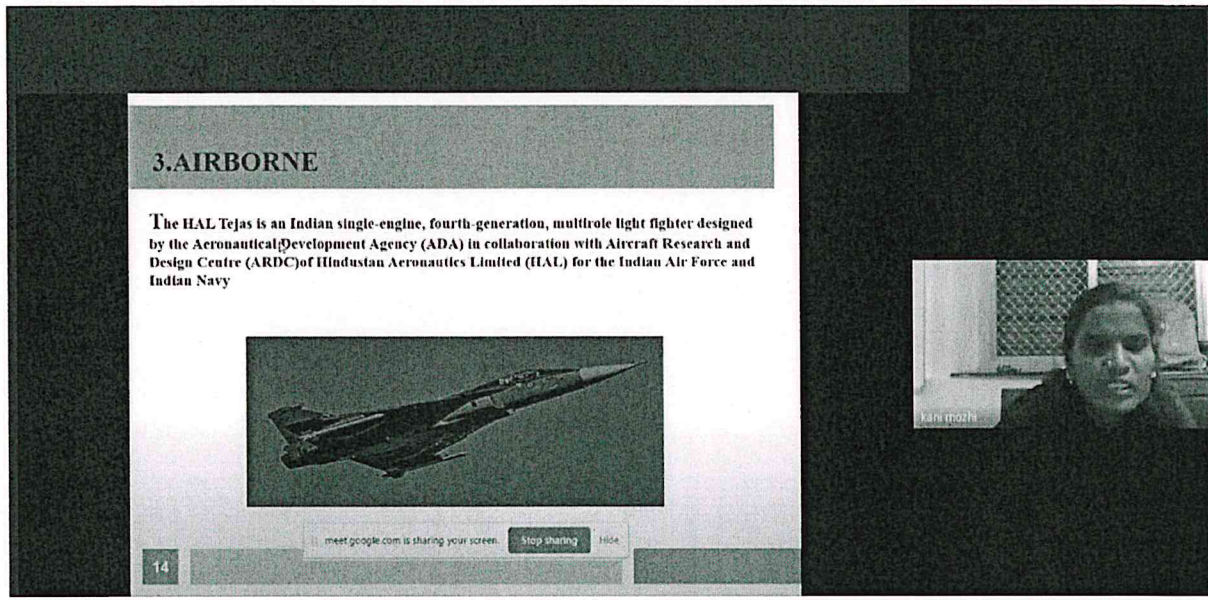 3.AIRBORNE
The HAL Tejas is an Indian single-engine, fourth-generation, multirole light fighter designed
by the Aeronautical Development Agency (ADA) in collaboration with Aircraft Research and
Design Centre (ARDC)of Hindustan Aeronautics Limited (HAL) for the Indian Air Force and
Indian Navy
kani mozhi
meet.google.com is sharing your screen. Stop sharing Hide
14